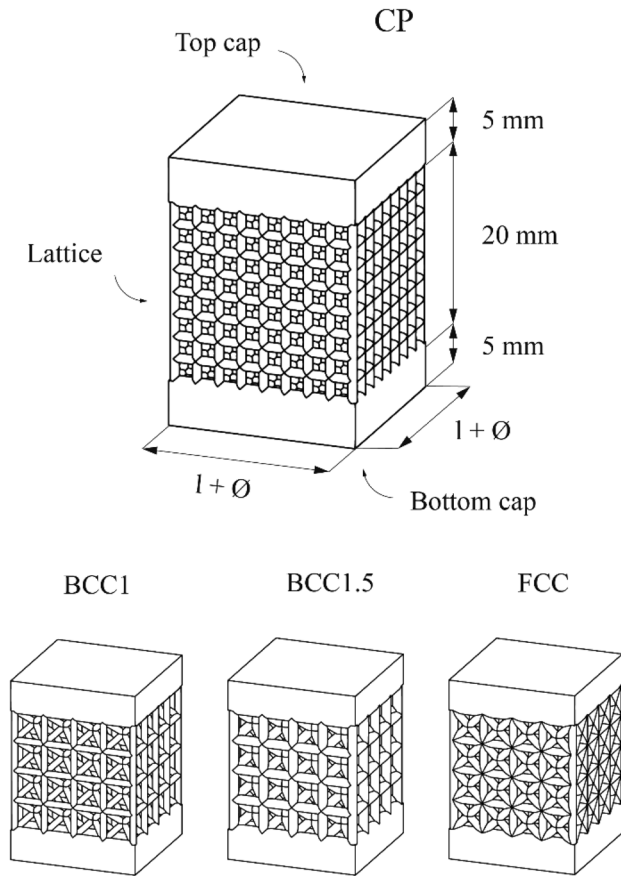 CP
Top cap
5 mm
20 mm
Lattice
5 mm
l + Ø
l + Ø
Bottom cap
BCC1
BCC1.5
FCC